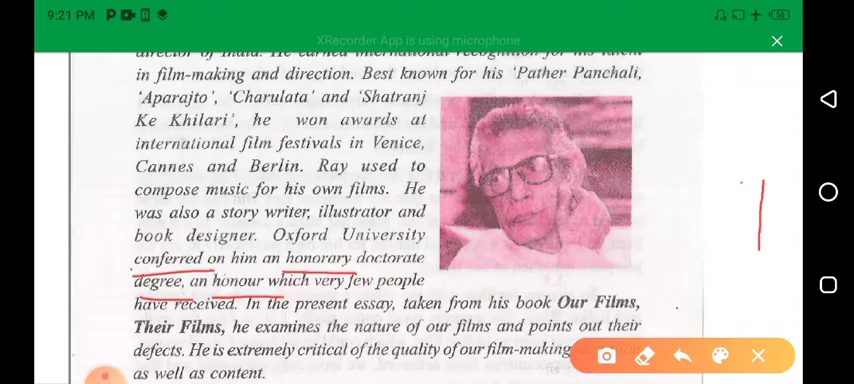 9:21 PM
56
XRecorder App is using microphone
director of India. He earned international recognition for his talent
in film-making and direction. Best known for his 'Pather Panchali,
'Aparajto', 'Charulata' and 'Shatranj
Ke Khilari', he won awards at
international film festivals in Venice,
Cannes and Berlin. Ray used to
compose music for his own films. He
was also a story writer, illustrator and
book designer. Oxford University
conferred on him an honorary doctorate
degree, an honour which very few people
have received. In the present essay, taken from his book Our Films,
Their Films, he examines the nature of our films and points out their
defects. He is extremely critical of the quality of our film-making
as well as content.